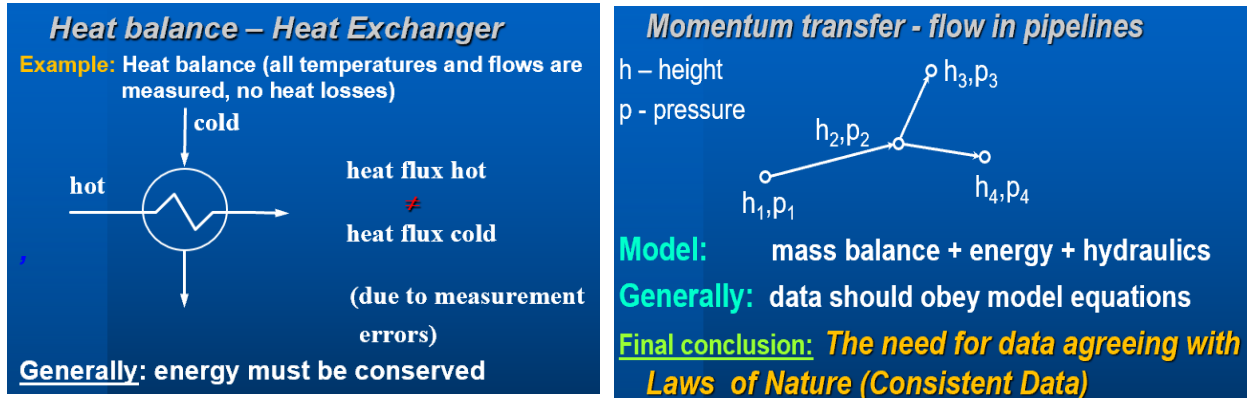 Heat balance – Heat Exchanger
Example: Heat balance (all temperatures and flows are
measured, no heat losses)
cold
hot
heat flux hot
≠
heat flux cold
,
(due to measurement
errors)
Generally: energy must be conserved
Momentum transfer - flow in pipelines
h – height
p - pressure
h3,p3
h2,p2
h4,p4
h1,p1
Model: mass balance + energy + hydraulics
Generally: data should obey model equations
Final conclusion: The need for data agreeing with
Laws of Nature (Consistent Data)